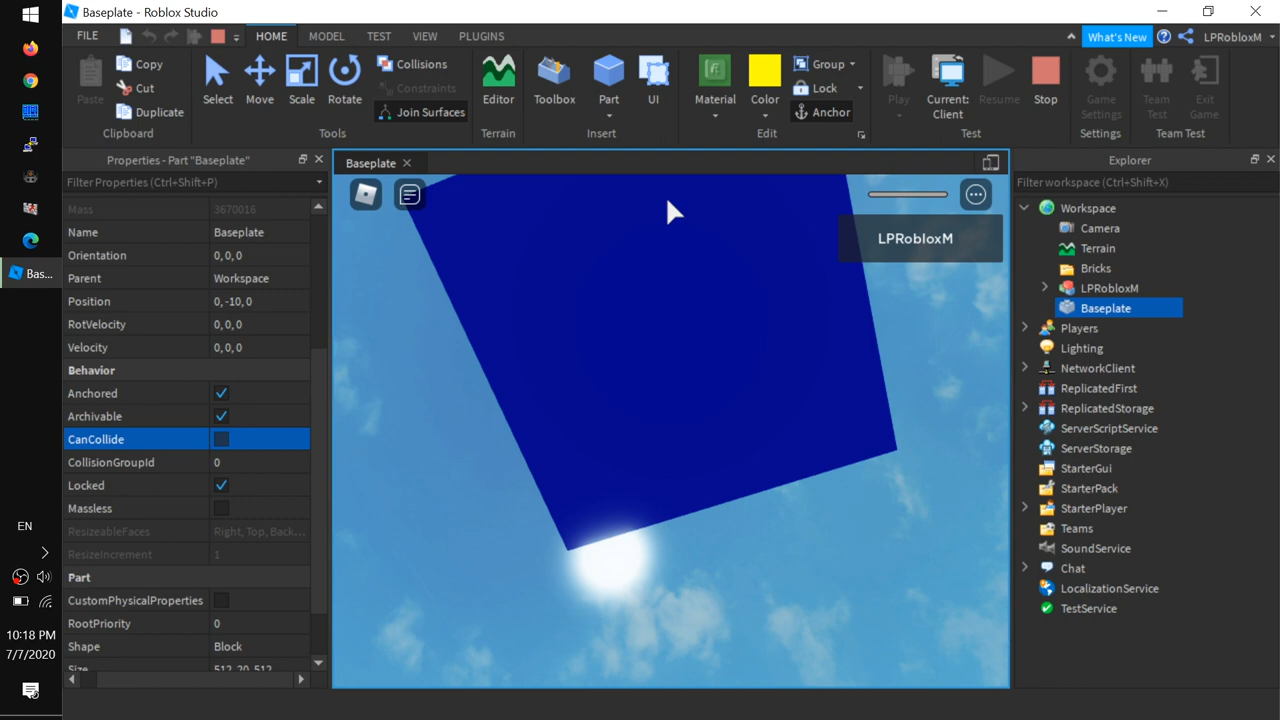 Baseplate - Roblox Studio
FILE HOME MODEL TEST VIEW PLUGINS What's New LPRobloxM
Paste Copy Cut Duplicate Clipboard
Select Move Scale Rotate Collisions Constraints Join Surfaces Tools
Editor Terrain
Toolbox Part UI Insert
Material Color Group Lock Anchor Edit
Play Current: Client Resume Stop Test
Game Settings Settings
Team Test Exit Game Team Test
Properties - Part "Baseplate"
Filter Properties (Ctrl+Shift+P)
Mass 3670016
Name Baseplate
Orientation 0,0,0
Parent Workspace
Position 0,-10,0
RotVelocity 0,0,0
Velocity 0,0,0
Behavior
Anchored
Archivable
CanCollide
CollisionGroupId 0
Locked
Massless
ResizeableFaces Right, Top, Back...
ResizeIncrement 1
Part
CustomPhysicalProperties
RootPriority 0
Shape Block
Size 512,20,512
Baseplate
LPRobloxM
Explorer
Filter workspace (Ctrl+Shift+X)
Workspace
Camera
Terrain
Bricks
LPRobloxM
Baseplate
Players
Lighting
NetworkClient
ReplicatedFirst
ReplicatedStorage
ServerScriptService
ServerStorage
StarterGui
StarterPack
StarterPlayer
Teams
SoundService
Chat
LocalizationService
TestService
Bas...
EN
10:18 PM
7/7/2020